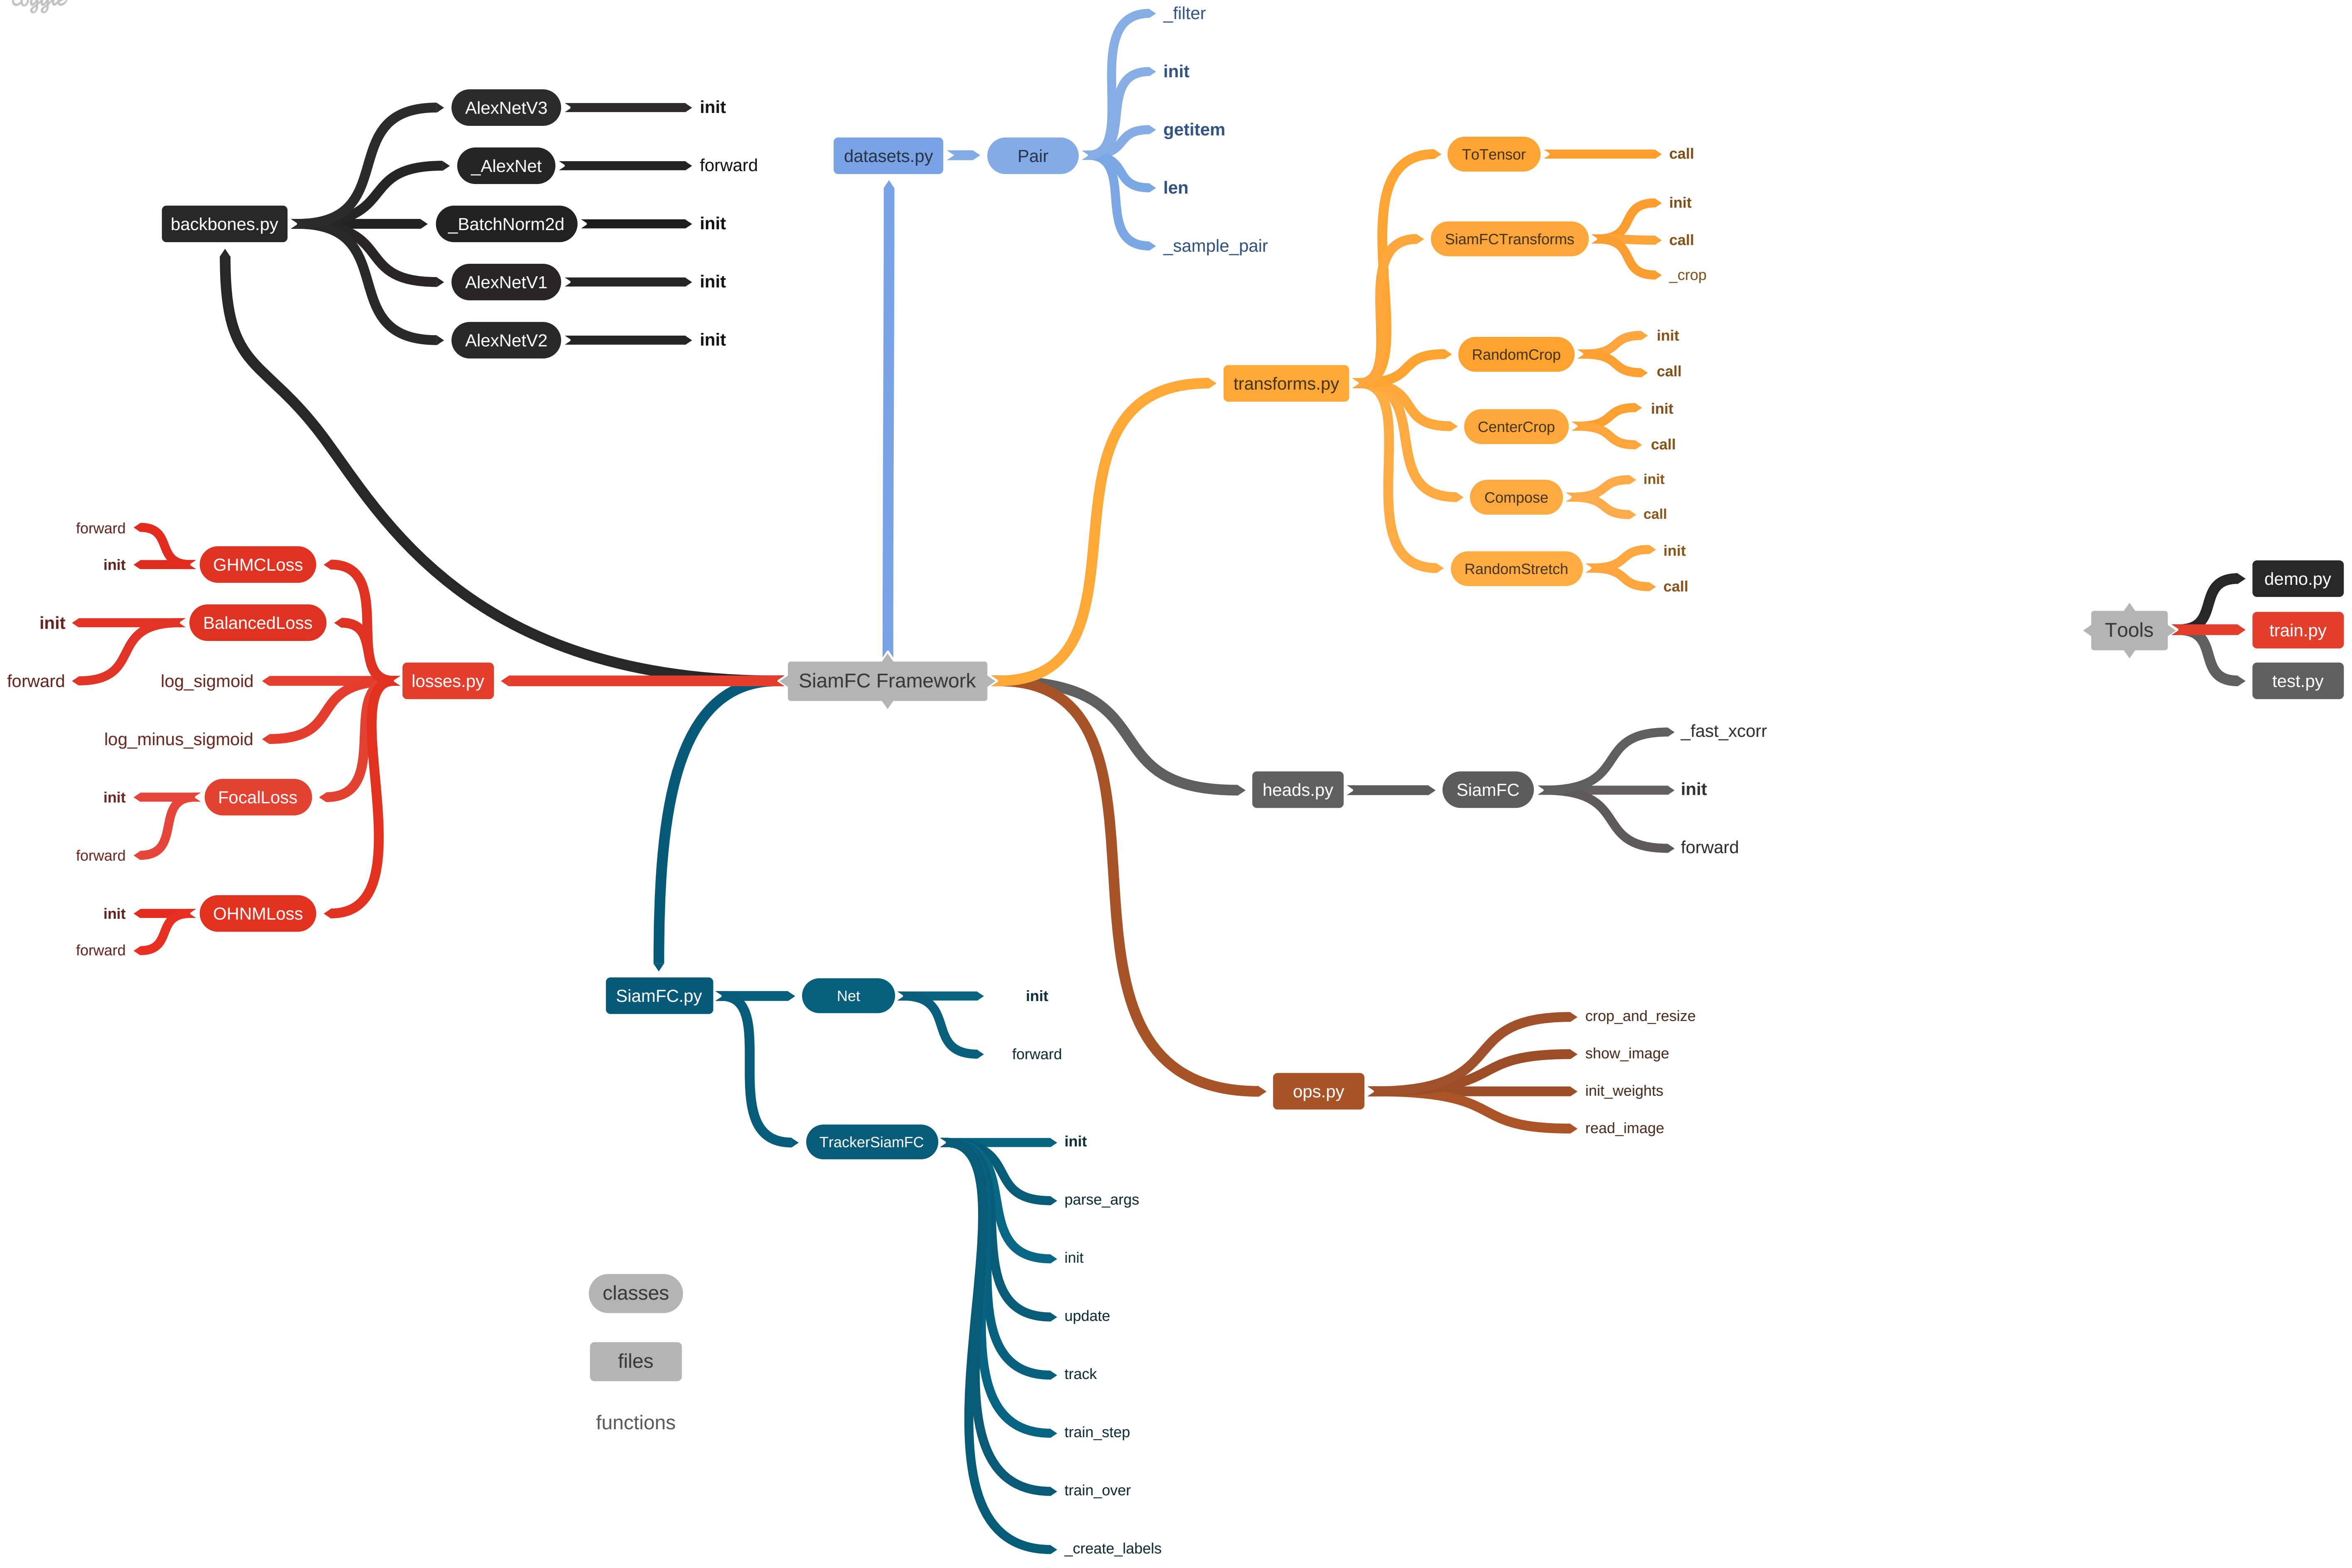 _filter
init
getitem
len
_sample_pair
datasets.py
Pair
AlexNetV3
init
_AlexNet
forward
backbones.py
_BatchNorm2d
init
AlexNetV1
init
AlexNetV2
init
transforms.py
ToTensor
call
SiamFCTransforms
init
call
_crop
RandomCrop
init
call
CenterCrop
init
call
Compose
init
call
RandomStretch
init
call
forward
init
GHMCLoss
init
forward
BalancedLoss
log_sigmoid
log_minus_sigmoid
losses.py
init
forward
FocalLoss
init
forward
OHNMLoss
SiamFC Framework
Tools
demo.py
train.py
test.py
heads.py
SiamFC
_fast_xcorr
init
forward
SiamFC.py
Net
init
forward
TrackerSiamFC
init
parse_args
init
update
track
train_step
train_over
_create_labels
ops.py
crop_and_resize
show_image
init_weights
read_image
classes
files
functions